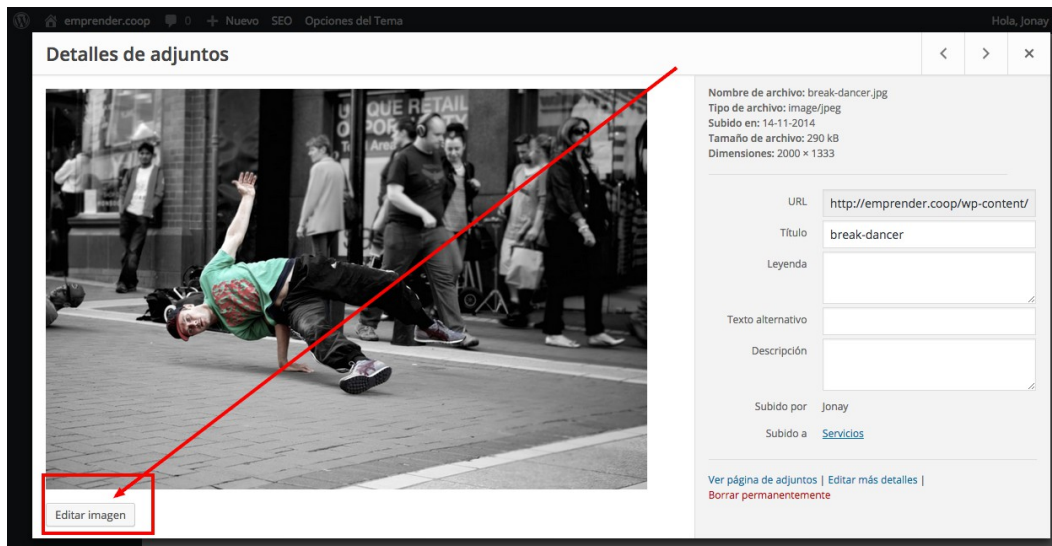 emprender.coop 0 Nuevo SEO Opciones del Tema Hola, Jonay
Detalles de adjuntos
UNIQUE RETAIL
Nombre de archivo: break-dancer.jpg
Tipo de archivo: image/jpeg
Subido en: 14-11-2014
Tamaño de archivo: 290 kB
Dimensiones: 2000 × 1333
URL http://emprender.coop/wp-content/
Título break-dancer
Leyenda
Texto alternativo
Descripción
Subido por Jonay
Subido a Servicios
Ver página de adjuntos | Editar más detalles |
Borrar permanentemente
Editar imagen